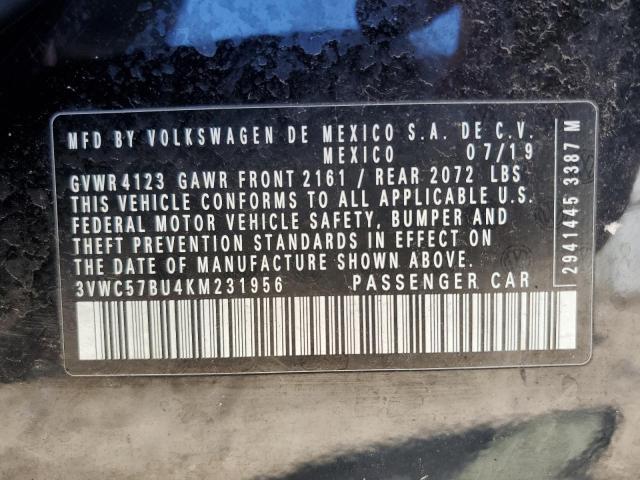 MFD BY VOLKSWAGEN DE MEXICO S.A. DE C.V.
MEXICO 07/19
GVWR 4123 GAWR FRONT 2161 / REAR 2072 LBS
THIS VEHICLE CONFORMS TO ALL APPLICABLE U.S.
FEDERAL MOTOR VEHICLE SAFETY, BUMPER AND
THEFT PREVENTION STANDARDS IN EFFECT ON
THE DATE OF MANUFACTURE SHOWN ABOVE.
3VWC57BU4KM231956 PASSENGER CAR
2941445 3387 M